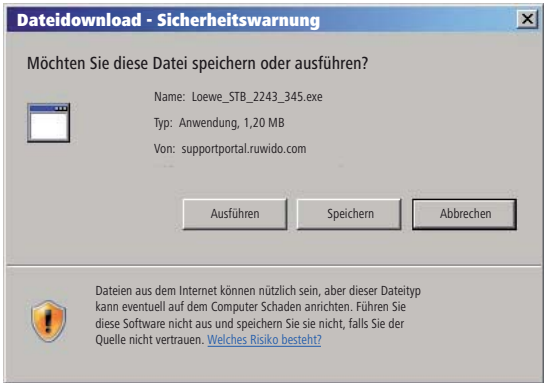 Dateidownload - Sicherheitswarnung
Möchten Sie diese Datei speichern oder ausführen?
Name: Loewe_STB_2243_345.exe
Typ: Anwendung, 1,20 MB
Von: supportportal.ruwido.com
Ausführen Speichern Abbrechen
Dateien aus dem Internet können nützlich sein, aber dieser Dateityp
kann eventuell auf dem Computer Schaden anrichten. Führen Sie
diese Software nicht aus und speichern Sie sie nicht, falls Sie der
Quelle nicht vertrauen. Welches Risiko besteht?